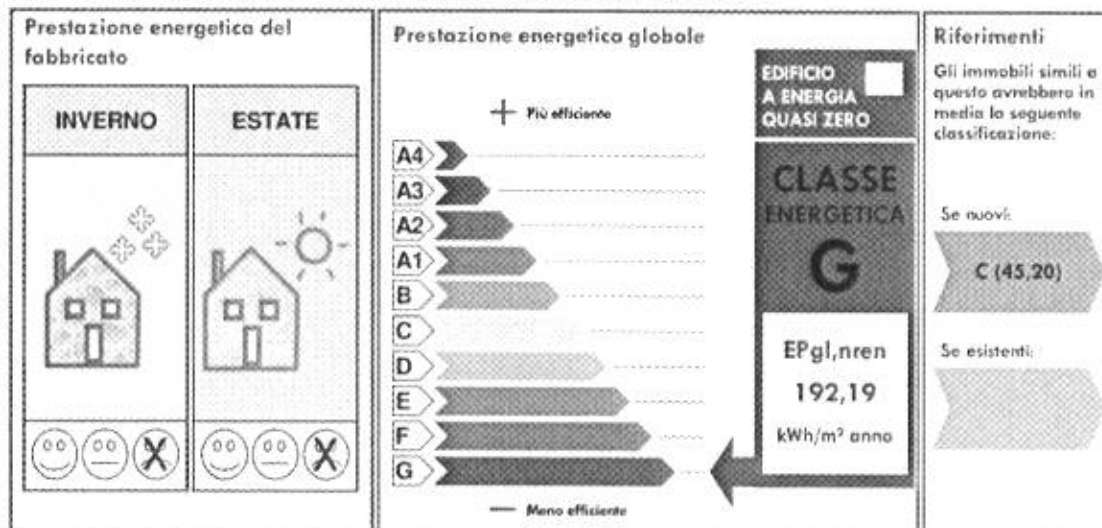 Prestazione energetica del
fabbricato
INVERNO
ESTATE
Prestazione energetica globale
Più efficiente
A4
A3
A2
A1
B
C
D
E
F
G
Meno efficiente
EDIFICIO
A ENERGIA
QUASI ZERO
CLASSE
ENERGETICA
G
EPgl,nren
192,19
kWh/m² anno
Riferimenti
Gli immobili simili a
questo avrebbero in
media la seguente
classificazione:
Se nuovi:
C (45,20)
Se esistenti: